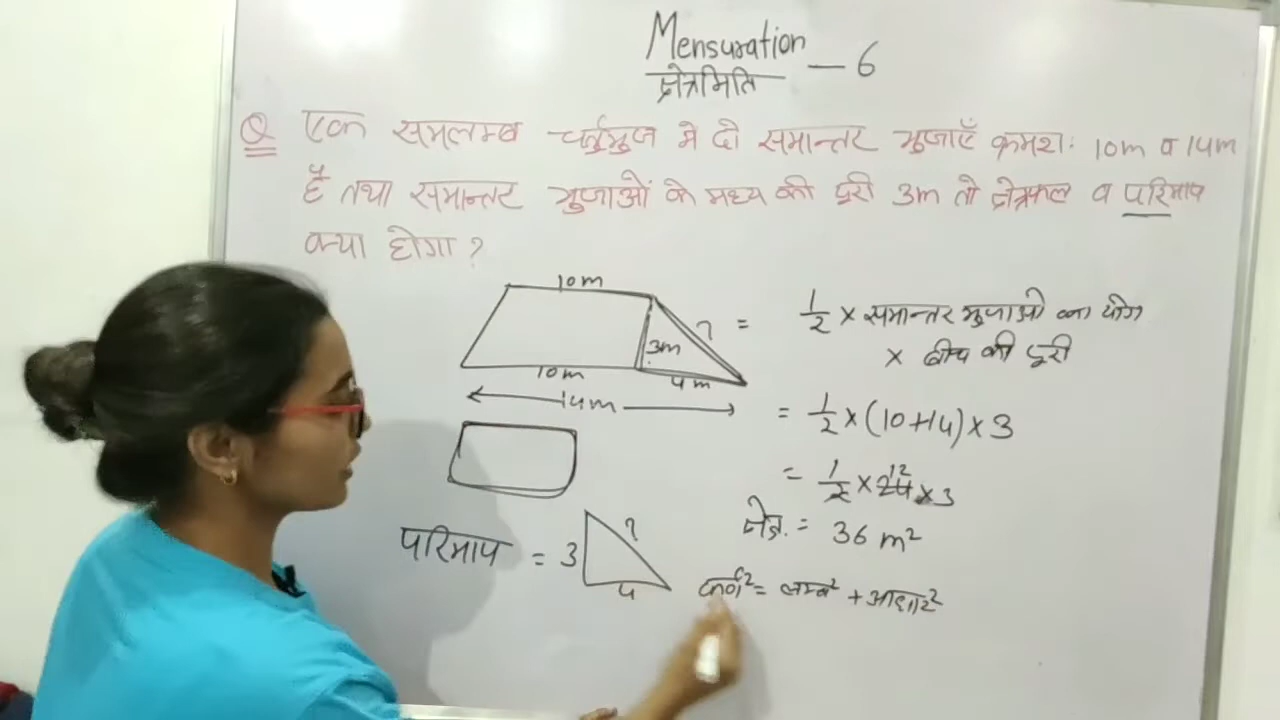 Mensuration
क्षेत्रमिति — 6
Q एक समलम्ब चर्तुभुज मे दो समान्तर भुजाएँ क्रमशः 10m व 14m
है तथा समान्तर भुजाओं के मध्य की दूरी 3m तो क्षेत्रफल व परिमाप
क्या होगा ?
10m
3m
?
10m
4m
14m
= 1/2 × समान्तर भुजाओ का योग
× बीच की दूरी
= 1/2 × (10+14) × 3
= 1/2 × 24 × 3
12
क्षेत्र. = 36 m²
परिमाप = 3
?
4
कर्ण² = लम्ब² + आधार²